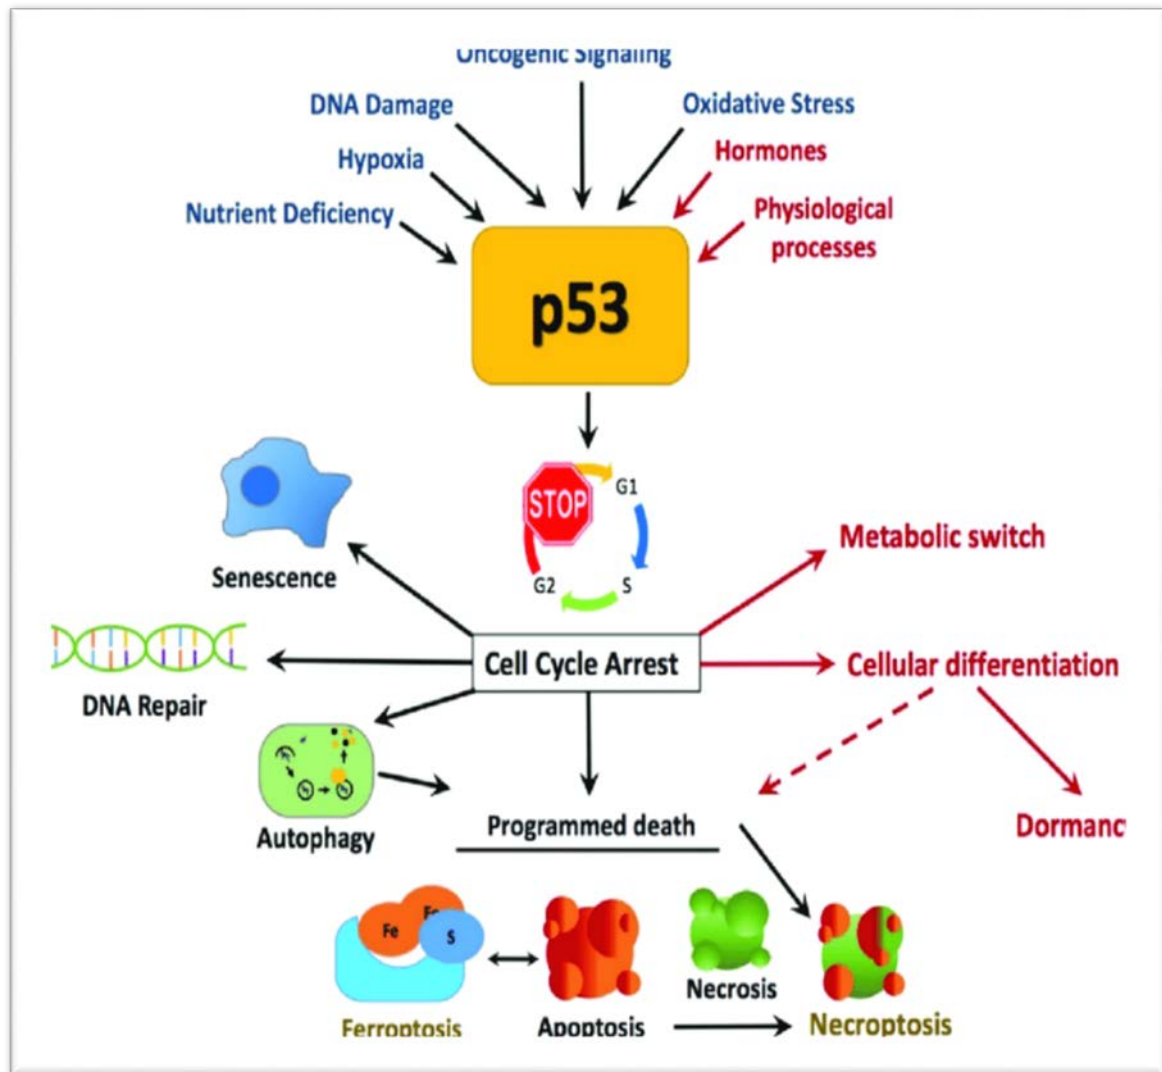 Oncogenic Signaling
DNA Damage
Oxidative Stress
Hypoxia
Hormones
Nutrient Deficiency
Physiological
processes
p53
STOP
G1
G2
S
Senescence
Metabolic switch
Cell Cycle Arrest
Cellular differentiation
DNA Repair
Autophagy
Programmed death
Dormanc
Fe
Fe
S
Necrosis
Ferroptosis
Apoptosis
Necroptosis